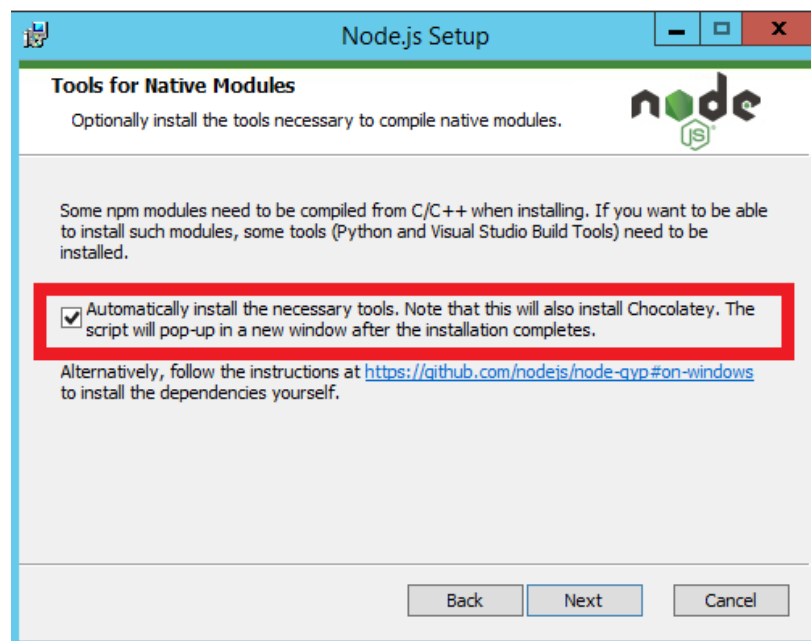 Node.js Setup
Tools for Native Modules
Optionally install the tools necessary to compile native modules.
node
JS
Some npm modules need to be compiled from C/C++ when installing. If you want to be able
to install such modules, some tools (Python and Visual Studio Build Tools) need to be
installed.
Automatically install the necessary tools. Note that this will also install Chocolatey. The
script will pop-up in a new window after the installation completes.
Alternatively, follow the instructions at https://github.com/nodejs/node-gyp#on-windows
to install the dependencies yourself.
Back Next Cancel